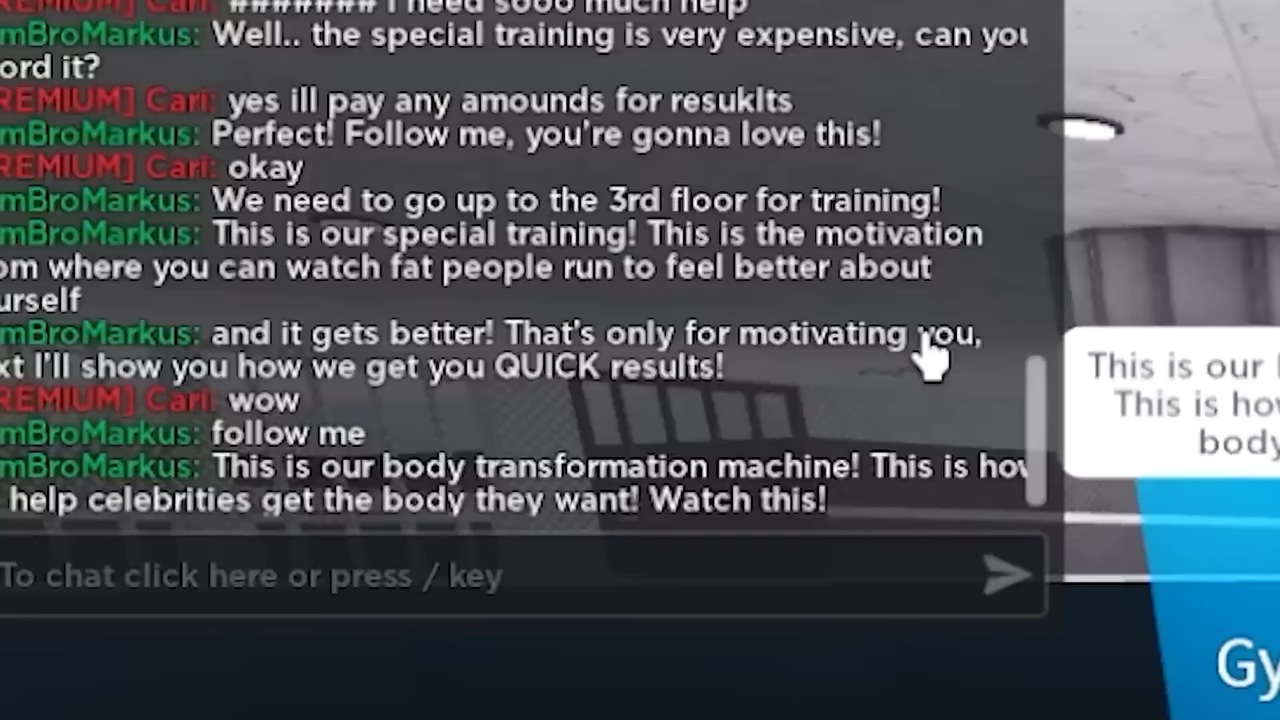 REMIUM] Cari: ####### I need sooo much help
mBroMarkus: Well.. the special training is very expensive, can you
ord it?
REMIUM] Cari: yes ill pay any amounts for resuklts
mBroMarkus: Perfect! Follow me, you're gonna love this!
REMIUM] Cari: okay
mBroMarkus: We need to go up to the 3rd floor for training!
mBroMarkus: This is our special training! This is the motivation
om where you can watch fat people run to feel better about
urself
mBroMarkus: and it gets better! That's only for motivating you,
xt I'll show you how we get you QUICK results!
REMIUM] Cari: wow
mBroMarkus: follow me
mBroMarkus: This is our body transformation machine! This is how
help celebrities get the body they want! Watch this!
To chat click here or press / key
This is our
This is how
body
Gy